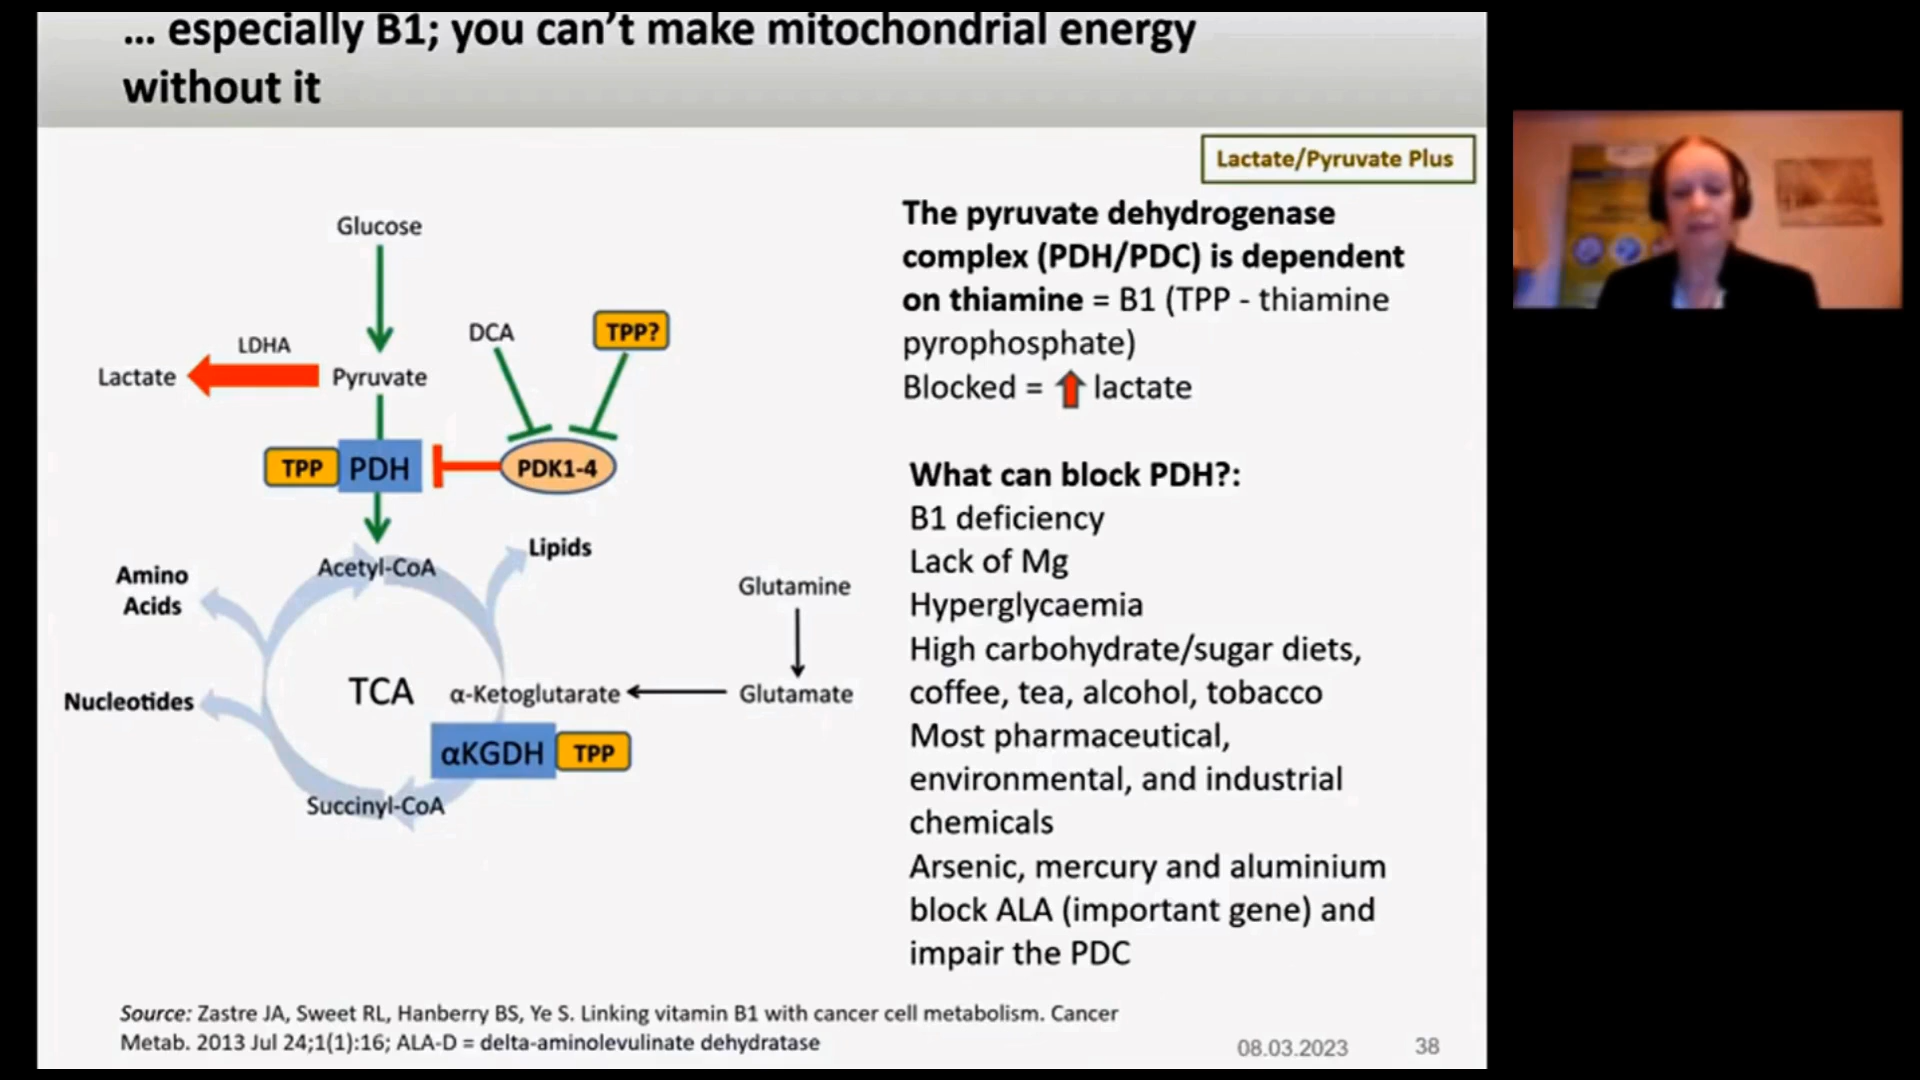 ... especially B1; you can't make mitochondrial energy
without it
Lactate/Pyruvate Plus
Glucose
LDHA
Lactate
Pyruvate
DCA
TPP?
TPP
PDH
PDK1-4
Acetyl-CoA
Lipids
Amino
Acids
Nucleotides
TCA
α-Ketoglutarate
Glutamine
Glutamate
αKGDH
TPP
Succinyl-CoA
The pyruvate dehydrogenase
complex (PDH/PDC) is dependent
on thiamine = B1 (TPP - thiamine
pyrophosphate)
Blocked = lactate
What can block PDH?:
B1 deficiency
Lack of Mg
Hyperglycaemia
High carbohydrate/sugar diets,
coffee, tea, alcohol, tobacco
Most pharmaceutical,
environmental, and industrial
chemicals
Arsenic, mercury and aluminium
block ALA (important gene) and
impair the PDC
Source: Zastre JA, Sweet RL, Hanberry BS, Ye S. Linking vitamin B1 with cancer cell metabolism. Cancer
Metab. 2013 Jul 24;1(1):16; ALA-D = delta-aminolevulinate dehydratase
08.03.2023
38